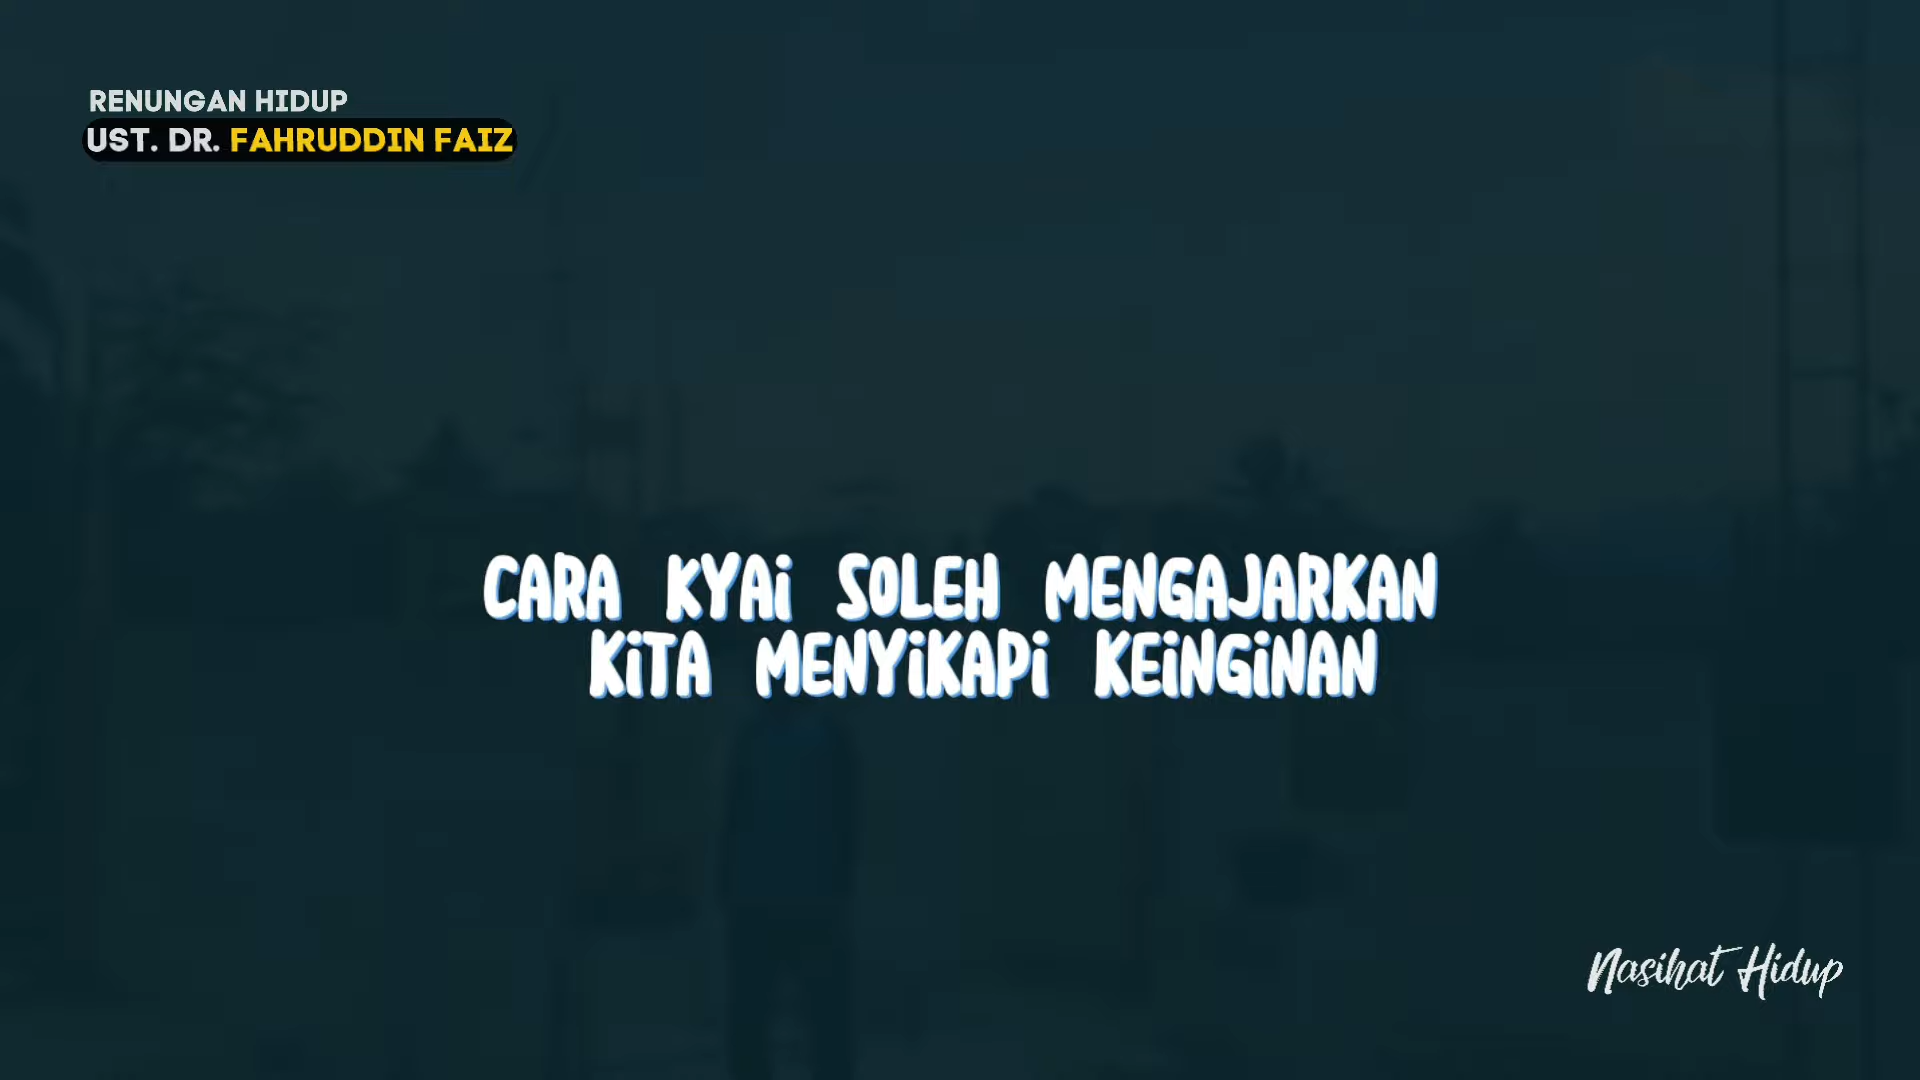 RENUNGAN HIDUP
UST. DR. FAHRUDDIN FAIZ
CARA KYAi SOLEH MENGAJARKAN
KiTA MENYiKAPi KEiNGiNAN
Nasihat Hidup